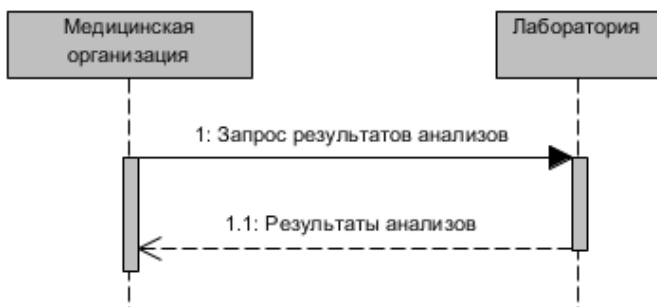 Медицинская
организация
Лаборатория
1: Запрос результатов анализов
1.1: Результаты анализов